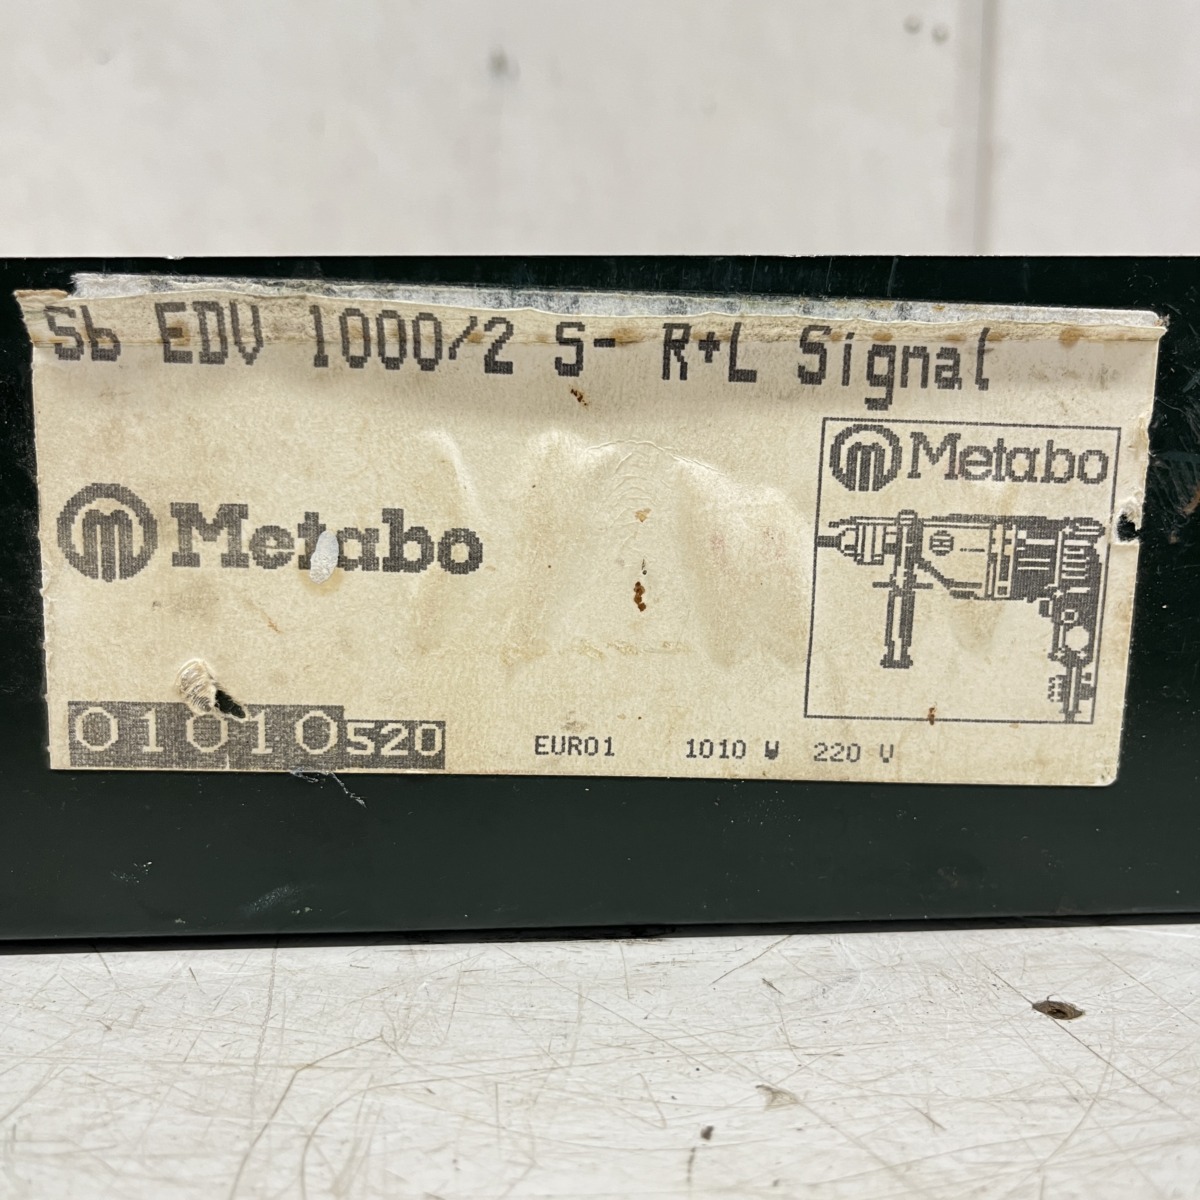 Sb EDV 1000/2 S- R+L Signal
Metabo
Metabo
01010520
EURO1 1010 W 220 V